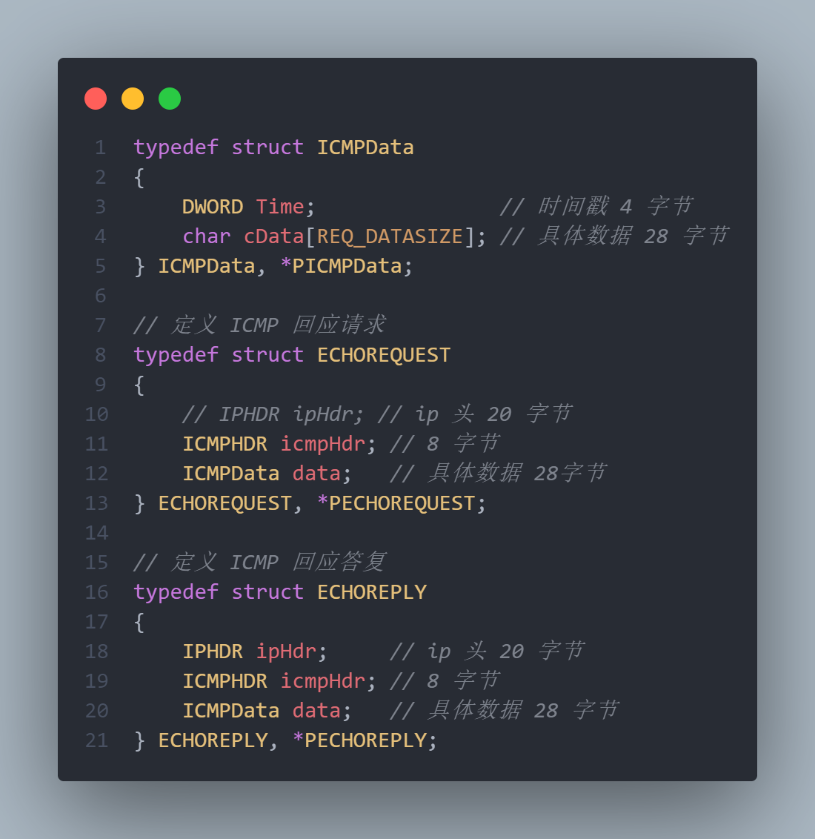 1 typedef struct ICMPData
2 {
3     DWORD Time;               // 时间戳 4 字节
4     char cData[REQ_DATASIZE]; // 具体数据 28 字节
5 } ICMPData, *PICMPData;
6
7 // 定义 ICMP 回应请求
8 typedef struct ECHOREQUEST
9 {
10     // IPHDR ipHdr; // ip 头 20 字节
11     ICMPHDR icmpHdr; // 8 字节
12     ICMPData data;   // 具体数据 28字节
13 } ECHOREQUEST, *PECHOREQUEST;
14
15 // 定义 ICMP 回应答复
16 typedef struct ECHOREPLY
17 {
18     IPHDR ipHdr;     // ip 头 20 字节
19     ICMPHDR icmpHdr; // 8 字节
20     ICMPData data;   // 具体数据 28 字节
21 } ECHOREPLY, *PECHOREPLY;